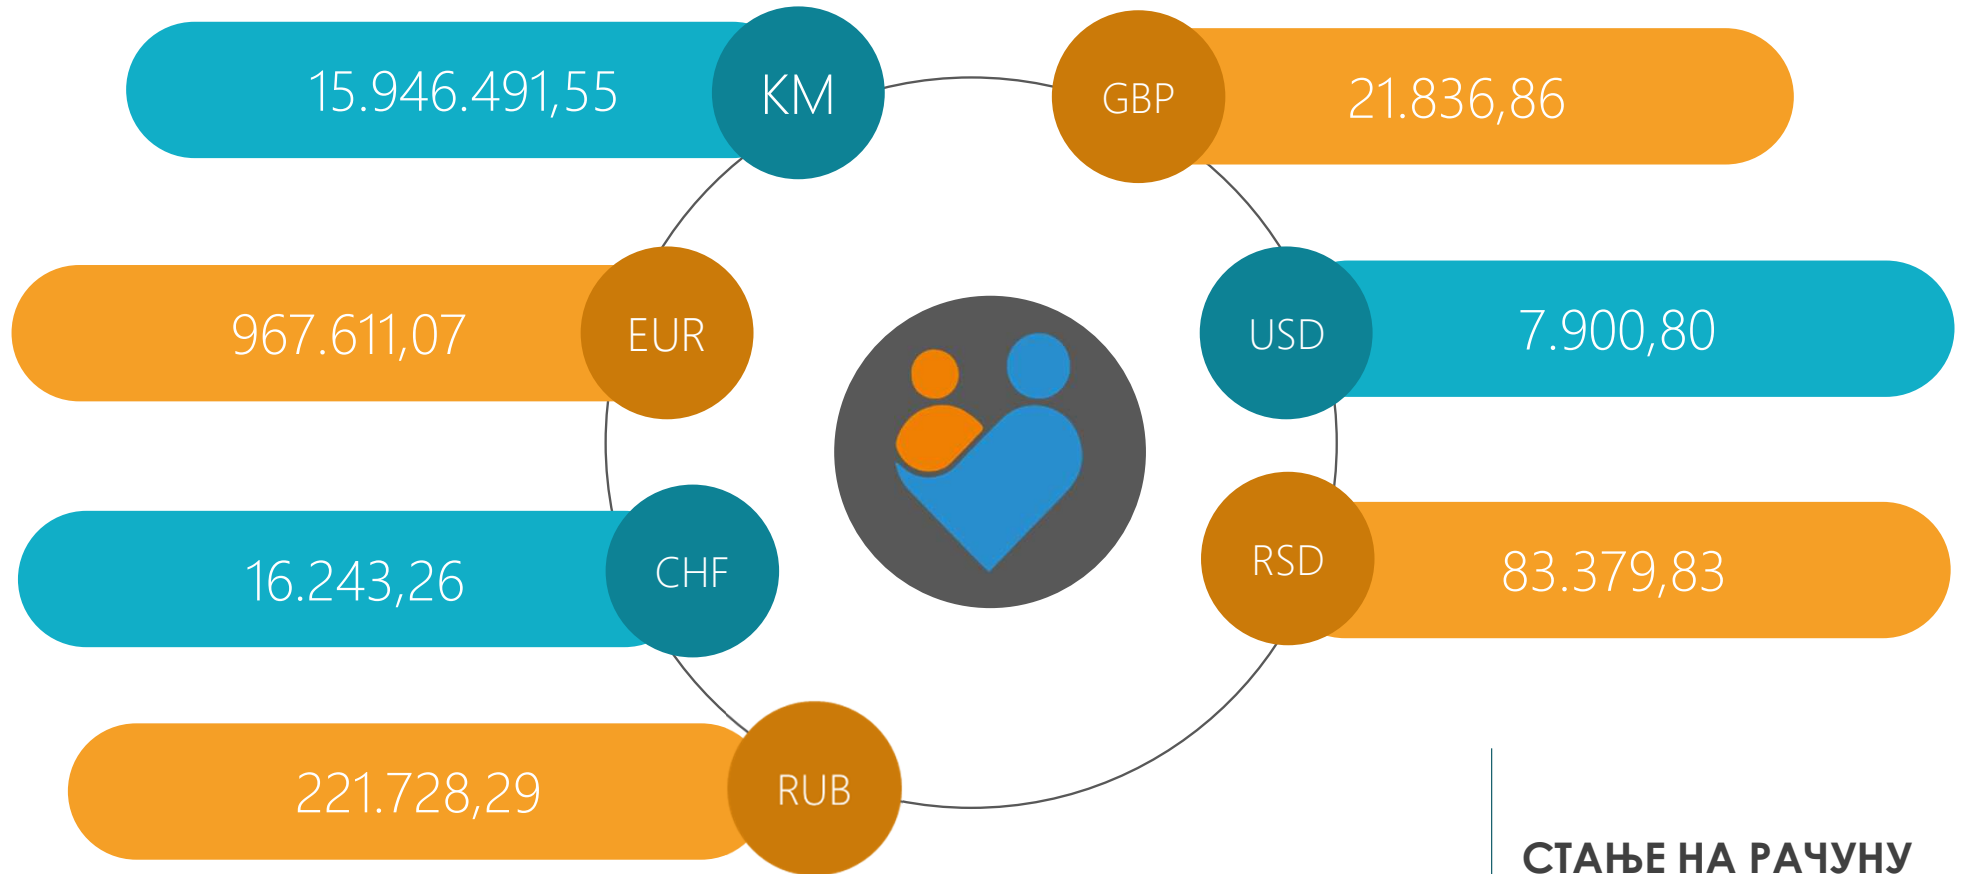 15.946.491,55
KM
GBP
21.836,86
967.611,07
EUR
USD
7.900,80
16.243,26
CHF
RSD
83.379,83
221.728,29
RUB
СТАЊЕ НА РАЧУНУ